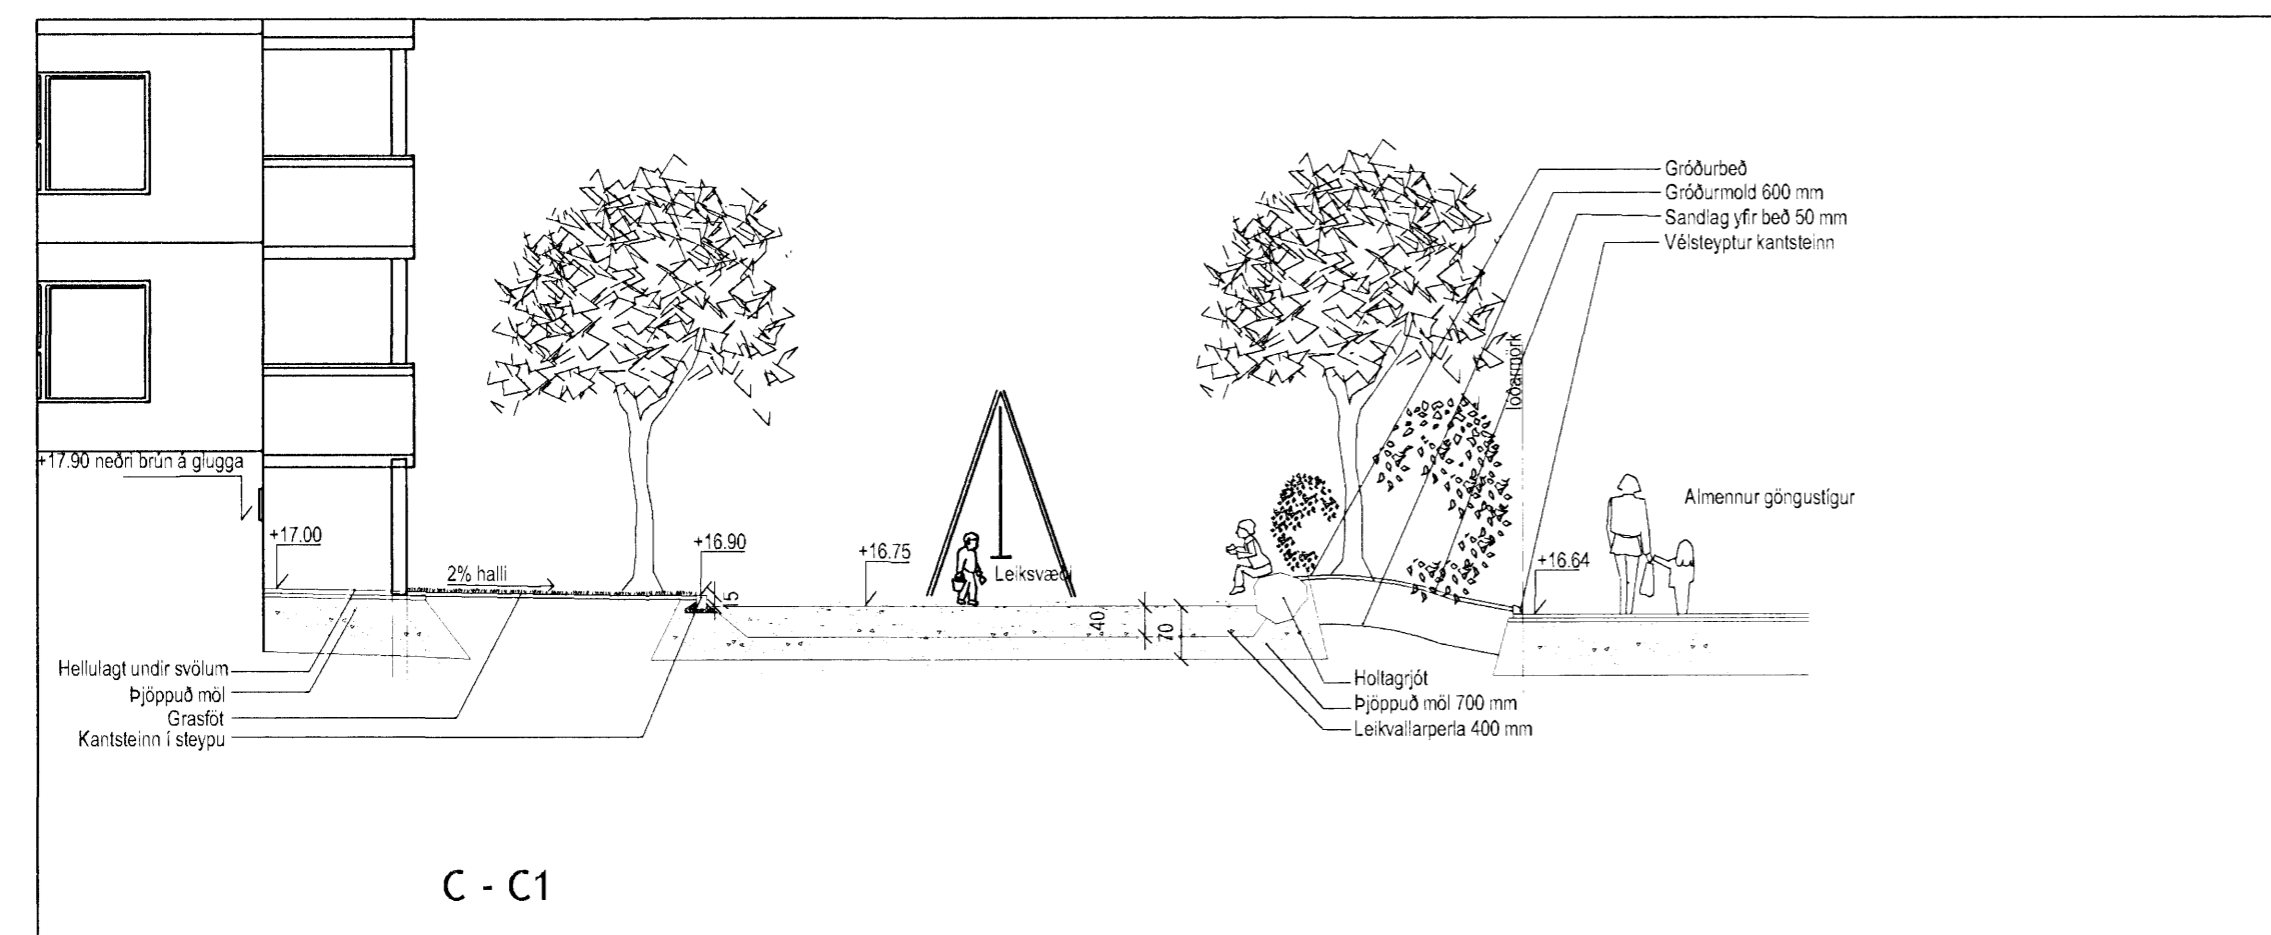 Gróðurbeð
Gróðurmold 600 mm
Sandlag yfir beð 50 mm
Vélsteyptur kantsteinn
lóðarmörk
+17.90 neðri brún á glugga
Almennur göngustígur
+17.00
+16.90
+16.75
+16.64
2% halli
Leiksvæði
15
40
70
Hellulagt undir svölum
Þjöppuð möl
Grasföt
Kantsteinn í steypu
Holtagrjót
Þjöppuð möl 700 mm
Leikvallarperla 400 mm
C - C1